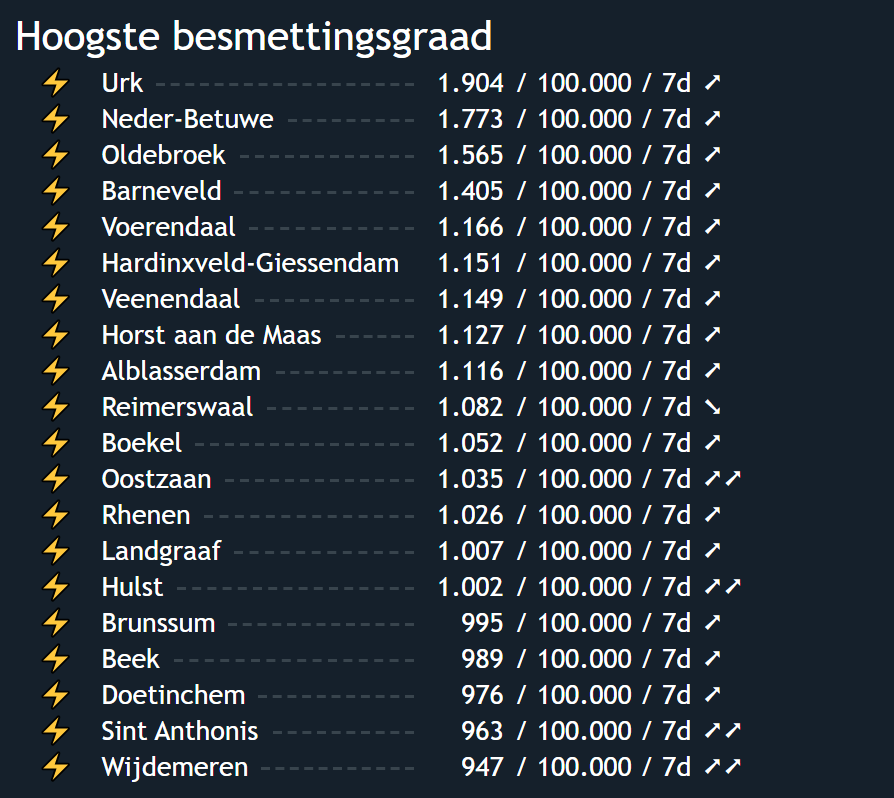 Hoogste besmettingsgraad
⚡ Urk 1.904 / 100.000 / 7d ➚
⚡ Neder-Betuwe 1.773 / 100.000 / 7d ➚
⚡ Oldebroek 1.565 / 100.000 / 7d ➚
⚡ Barneveld 1.405 / 100.000 / 7d ➚
⚡ Voerendaal 1.166 / 100.000 / 7d ➚
⚡ Hardinxveld-Giessendam 1.151 / 100.000 / 7d ➚
⚡ Veenendaal 1.149 / 100.000 / 7d ➚
⚡ Horst aan de Maas 1.127 / 100.000 / 7d ➚
⚡ Alblasserdam 1.116 / 100.000 / 7d ➚
⚡ Reimerswaal 1.082 / 100.000 / 7d ➘
⚡ Boekel 1.052 / 100.000 / 7d ➚
⚡ Oostzaan 1.035 / 100.000 / 7d ➚➚
⚡ Rhenen 1.026 / 100.000 / 7d ➚
⚡ Landgraaf 1.007 / 100.000 / 7d ➚
⚡ Hulst 1.002 / 100.000 / 7d ➚➚
⚡ Brunssum 995 / 100.000 / 7d ➚
⚡ Beek 989 / 100.000 / 7d ➚
⚡ Doetinchem 976 / 100.000 / 7d ➚
⚡ Sint Anthonis 963 / 100.000 / 7d ➚➚
⚡ Wijdemeren 947 / 100.000 / 7d ➚➚